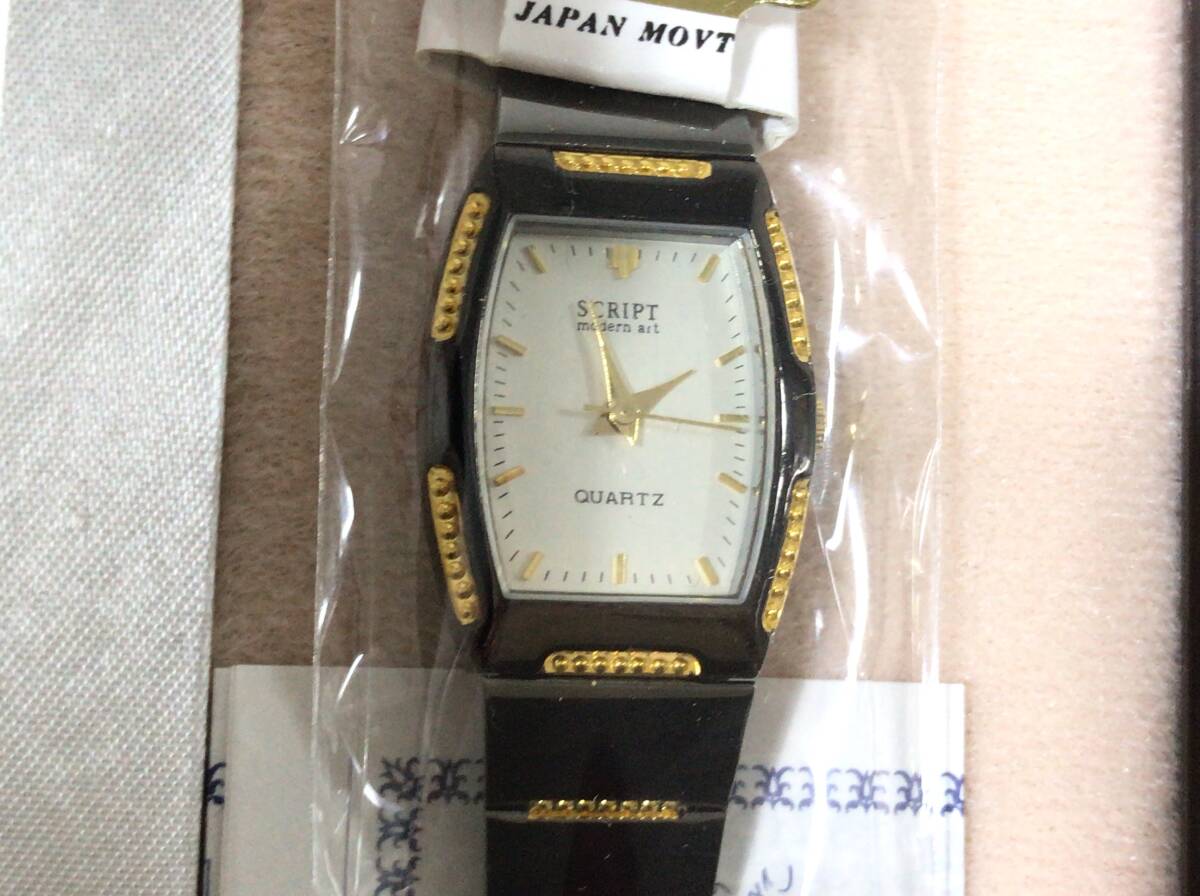 JAPAN MOVT
SCRIPT
modern art
QUARTZ